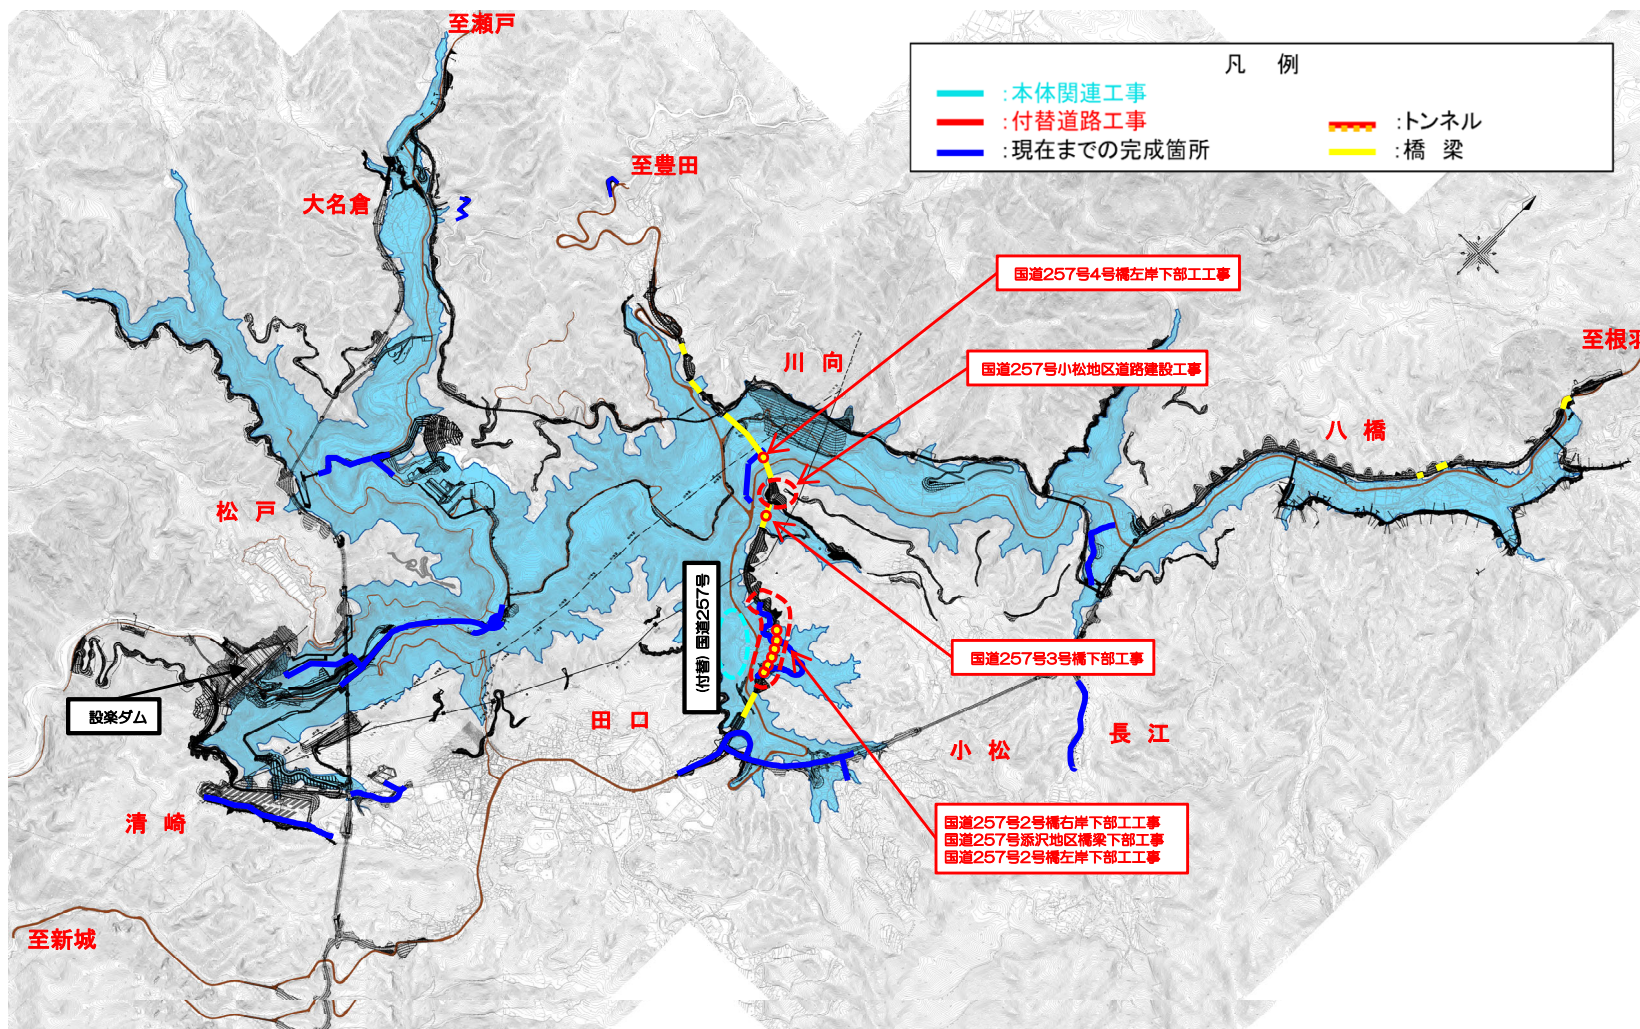 至瀬戸
凡 例
:本体関連工事
:付替道路工事
:トンネル
:現在までの完成箇所
:橋 梁
至豊田
大名倉
国道257号4号橋左岸下部工工事
至根羽
川 向
国道257号小松地区道路建設工事
八 橋
松 戸
(付替) 国道257号
国道257号3号橋下部工事
設楽ダム
田 口
小 松
長 江
国道257号2号橋右岸下部工工事
国道257号添沢地区橋梁下部工事
国道257号2号橋左岸下部工工事
清 崎
至新城